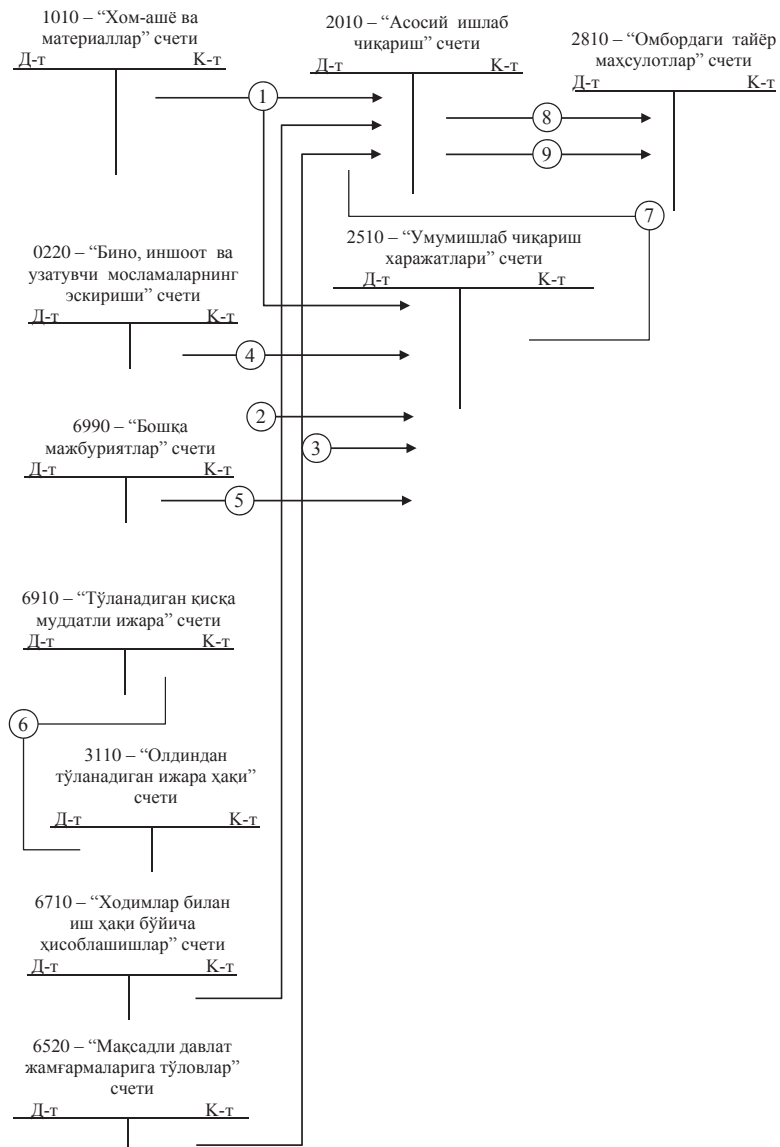 1010 – “Хом-ашё ва
материаллар” счети
Д-т К-т
2010 – “Асосий ишлаб
чиқариш” счети
Д-т К-т
2810 – “Омбордаги тайёр
маҳсулотлар” счети
Д-т К-т
1
8
9
7
0220 – “Бино, иншоот ва
узатувчи мосламаларнинг
эскириши” счети
Д-т К-т
2510 – “Умумишлаб чиқариш
харажатлари” счети
Д-т К-т
4
2
3
6990 – “Бошқа
мажбуриятлар” счети
Д-т К-т
5
6910 – “Тўланадиган қисқа
муддатли ижара” счети
Д-т К-т
6
3110 – “Олдиндан
тўланадиган ижара ҳақи”
счети
Д-т К-т
6710 – “Ходимлар билан
иш ҳақи бўйича
ҳисоблашишлар” счети
Д-т К-т
6520 – “Мақсадли давлат
жамғармаларига тўловлар”
счети
Д-т К-т